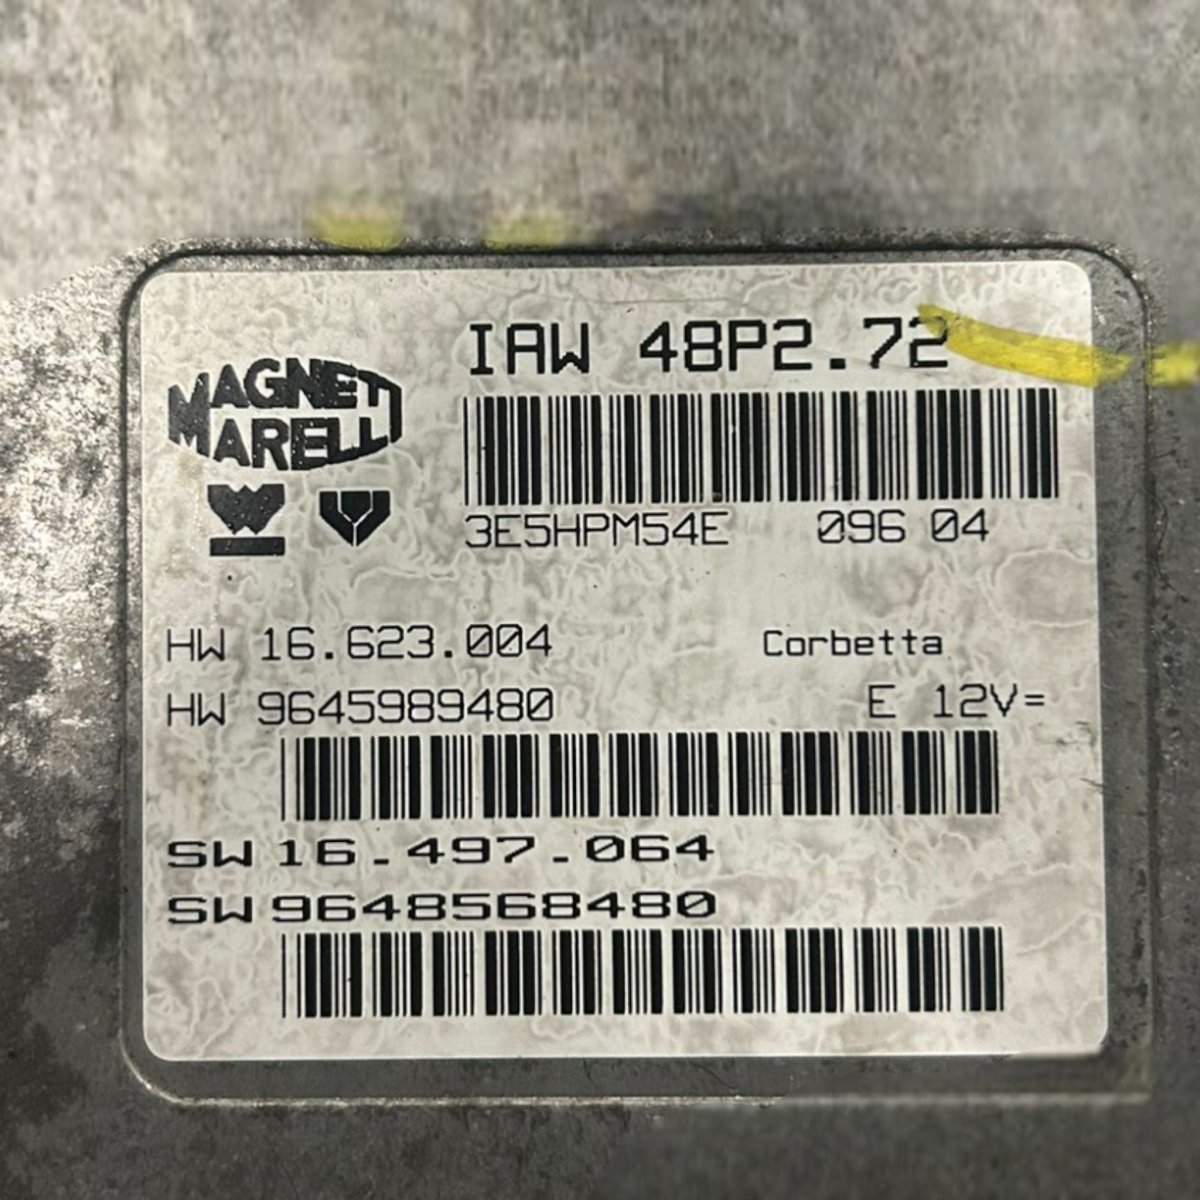 MAGNETI
MARELLI
IAW 48P2.72
3E5HPM54E 096 04
HW 16.623.004 Corbetta
HW 9645989480 E 12V=
SW 16.497.064
SW 9648568480